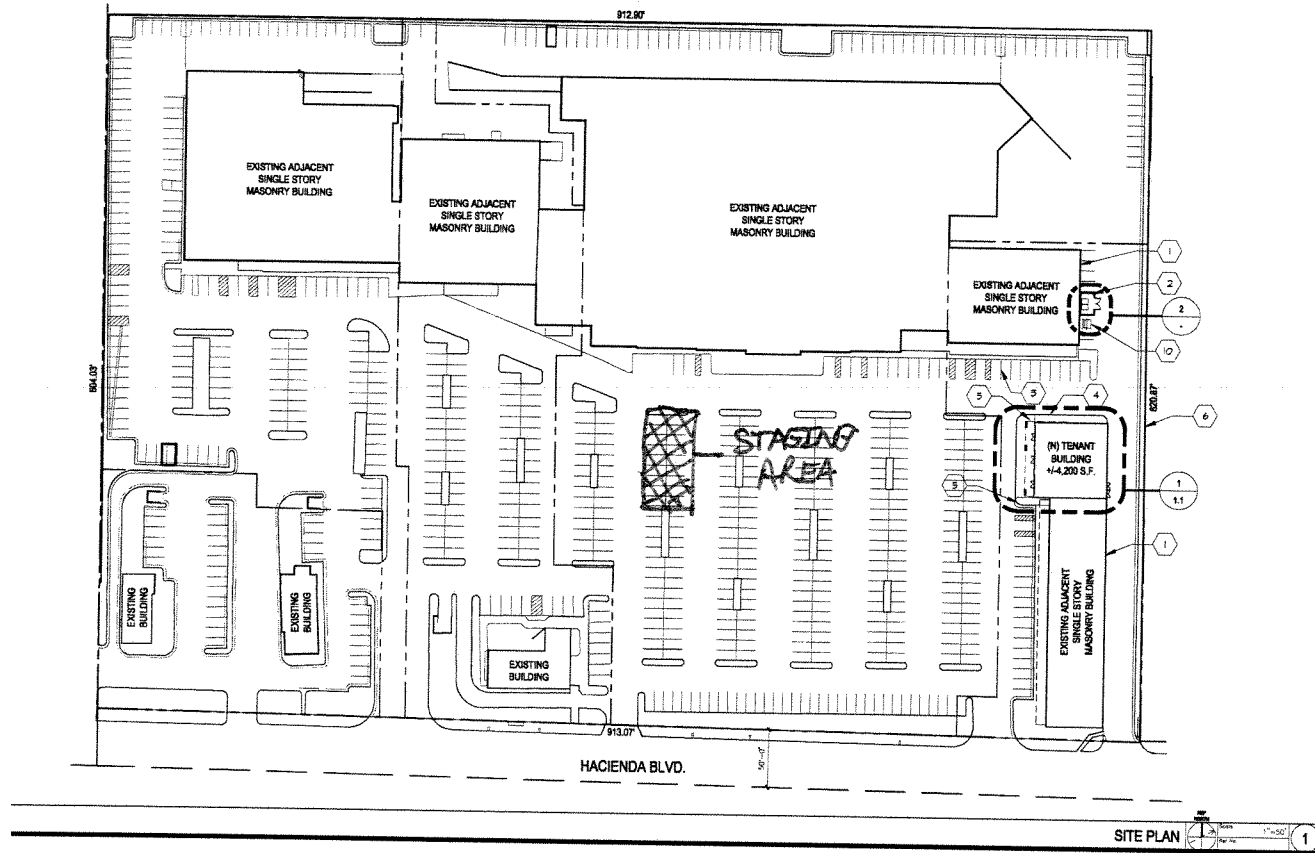 912.90'
EXISTING ADJACENT
SINGLE STORY
MASONRY BUILDING
EXISTING ADJACENT
SINGLE STORY
MASONRY BUILDING
EXISTING ADJACENT
SINGLE STORY
MASONRY BUILDING
EXISTING ADJACENT
SINGLE STORY
MASONRY BUILDING
1
2
2
-
10
604.03'
620.87'
STAGING
AREA
5
3
4
6
(N) TENANT
BUILDING
+/-4,200 S.F.
5
1
1.1
1
EXISTING ADJACENT
SINGLE STORY
MASONRY BUILDING
EXISTING
BUILDING
EXISTING
BUILDING
EXISTING
BUILDING
913.07'
50'-0"
HACIENDA BLVD.
SITE PLAN
Scale
1"=50'
1